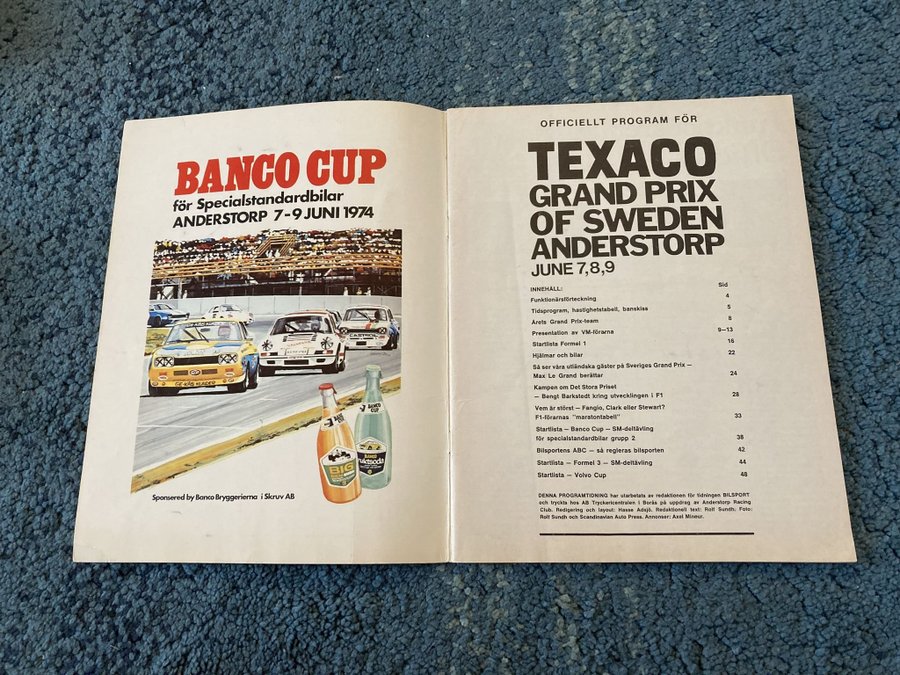 BANCO CUP
för Specialstandardbilar
ANDERSTORP 7-9 JUNI 1974
GE-KÅS KLÄDER
CASTROL
BANCO
BIG
BANCO
CUP
BANCO
fruktsoda
Sponsered by Banco Bryggerierna i Skruv AB
OFFICIELLT PROGRAM FÖR
TEXACO
GRAND PRIX
OF SWEDEN
ANDERSTORP
JUNE 7,8,9
INNEHÅLL: Sid
Funktionärsförteckning 4
Tidsprogram, hastighetstabell, banskiss 5
Årets Grand Prix-team 8
Presentation av VM-förarna 9–13
Startlista Formel 1 16
Hjälmar och bilar 22
Så ser våra utländska gäster på Sveriges Grand Prix —
Max Le Grand berättar 24
Kampen om Det Stora Priset
— Bengt Barkstedt kring utvecklingen i F1 28
Vem är störst — Fangio, Clark eller Stewart?
F1-förarnas "maratontabell" 33
Startlista — Banco Cup — SM-deltävling
för specialstandardbilar grupp 2 38
Bilsportens ABC — så regleras bilsporten 42
Startlista — Formel 3 — SM-deltävling 44
Startlista — Volvo Cup 48
DENNA PROGRAMTIDNING har utarbetats av redaktionen för tidningen BILSPORT
och tryckts hos AB Tryckericentralen i Borås på uppdrag av Anderstorp Racing
Club. Redigering och layout: Hasse Adsjö. Redaktionell text: Rolf Sundh. Foto:
Rolf Sundh och Scandinavian Auto Press. Annonser: Axel Mineur.